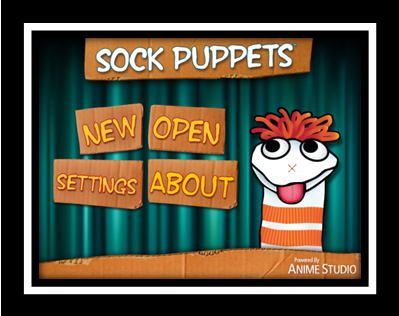 SOCK PUPPETS
NEW OPEN
SETTINGS ABOUT
Powered By
ANIME STUDIO